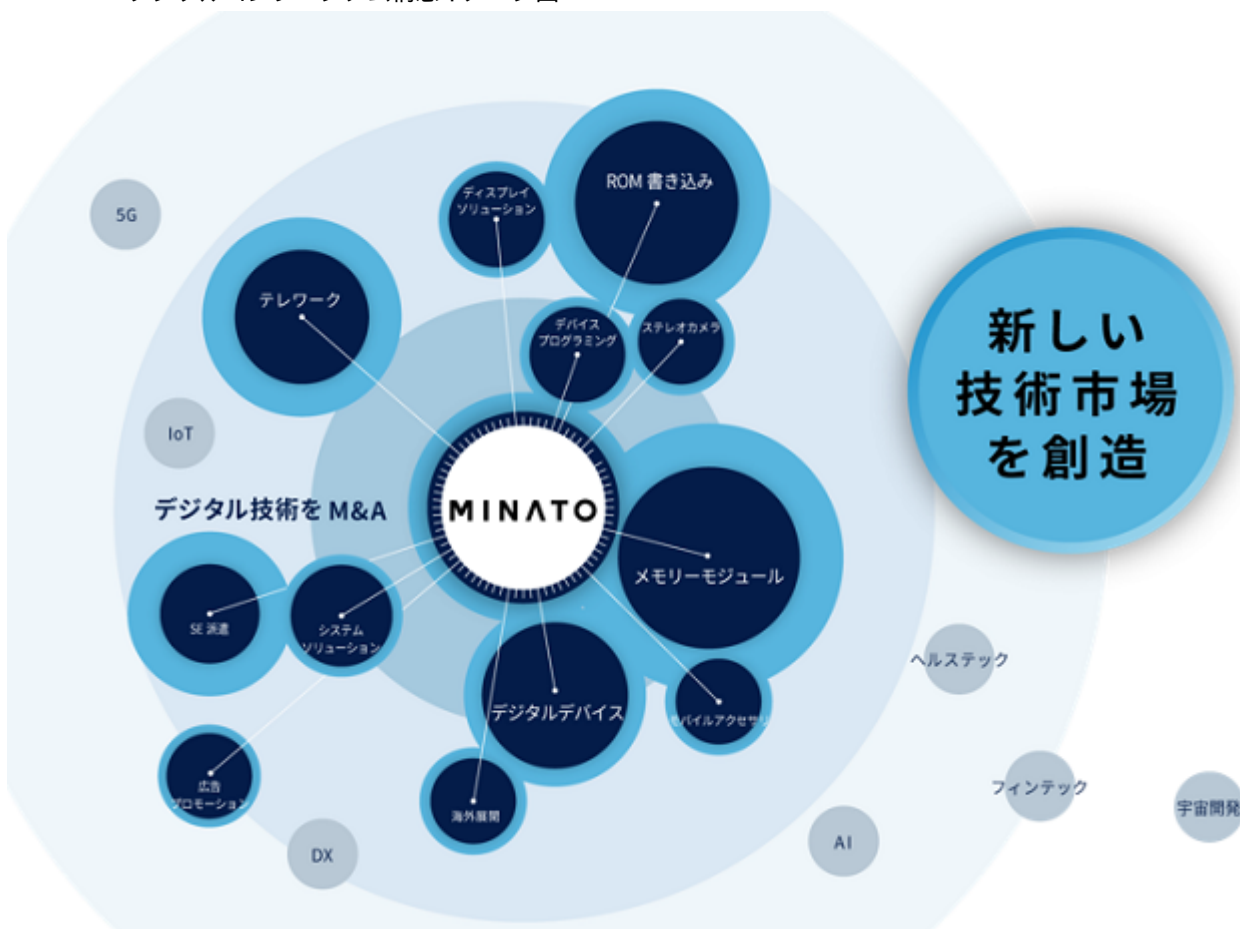 ディスプレイ
ソリューション
ROM 書き込み
5G
テレワーク
デバイス
プログラミング
ステレオカメラ
新しい
技術市場
を創造
IoT
デジタル技術を M&A
MINATO
メモリーモジュール
SE 派遣
システム
ソリューション
ヘルステック
デジタルデバイス
モバイルアクセサリ
広告
プロモーション
海外展開
フィンテック
宇宙開発
DX
AI